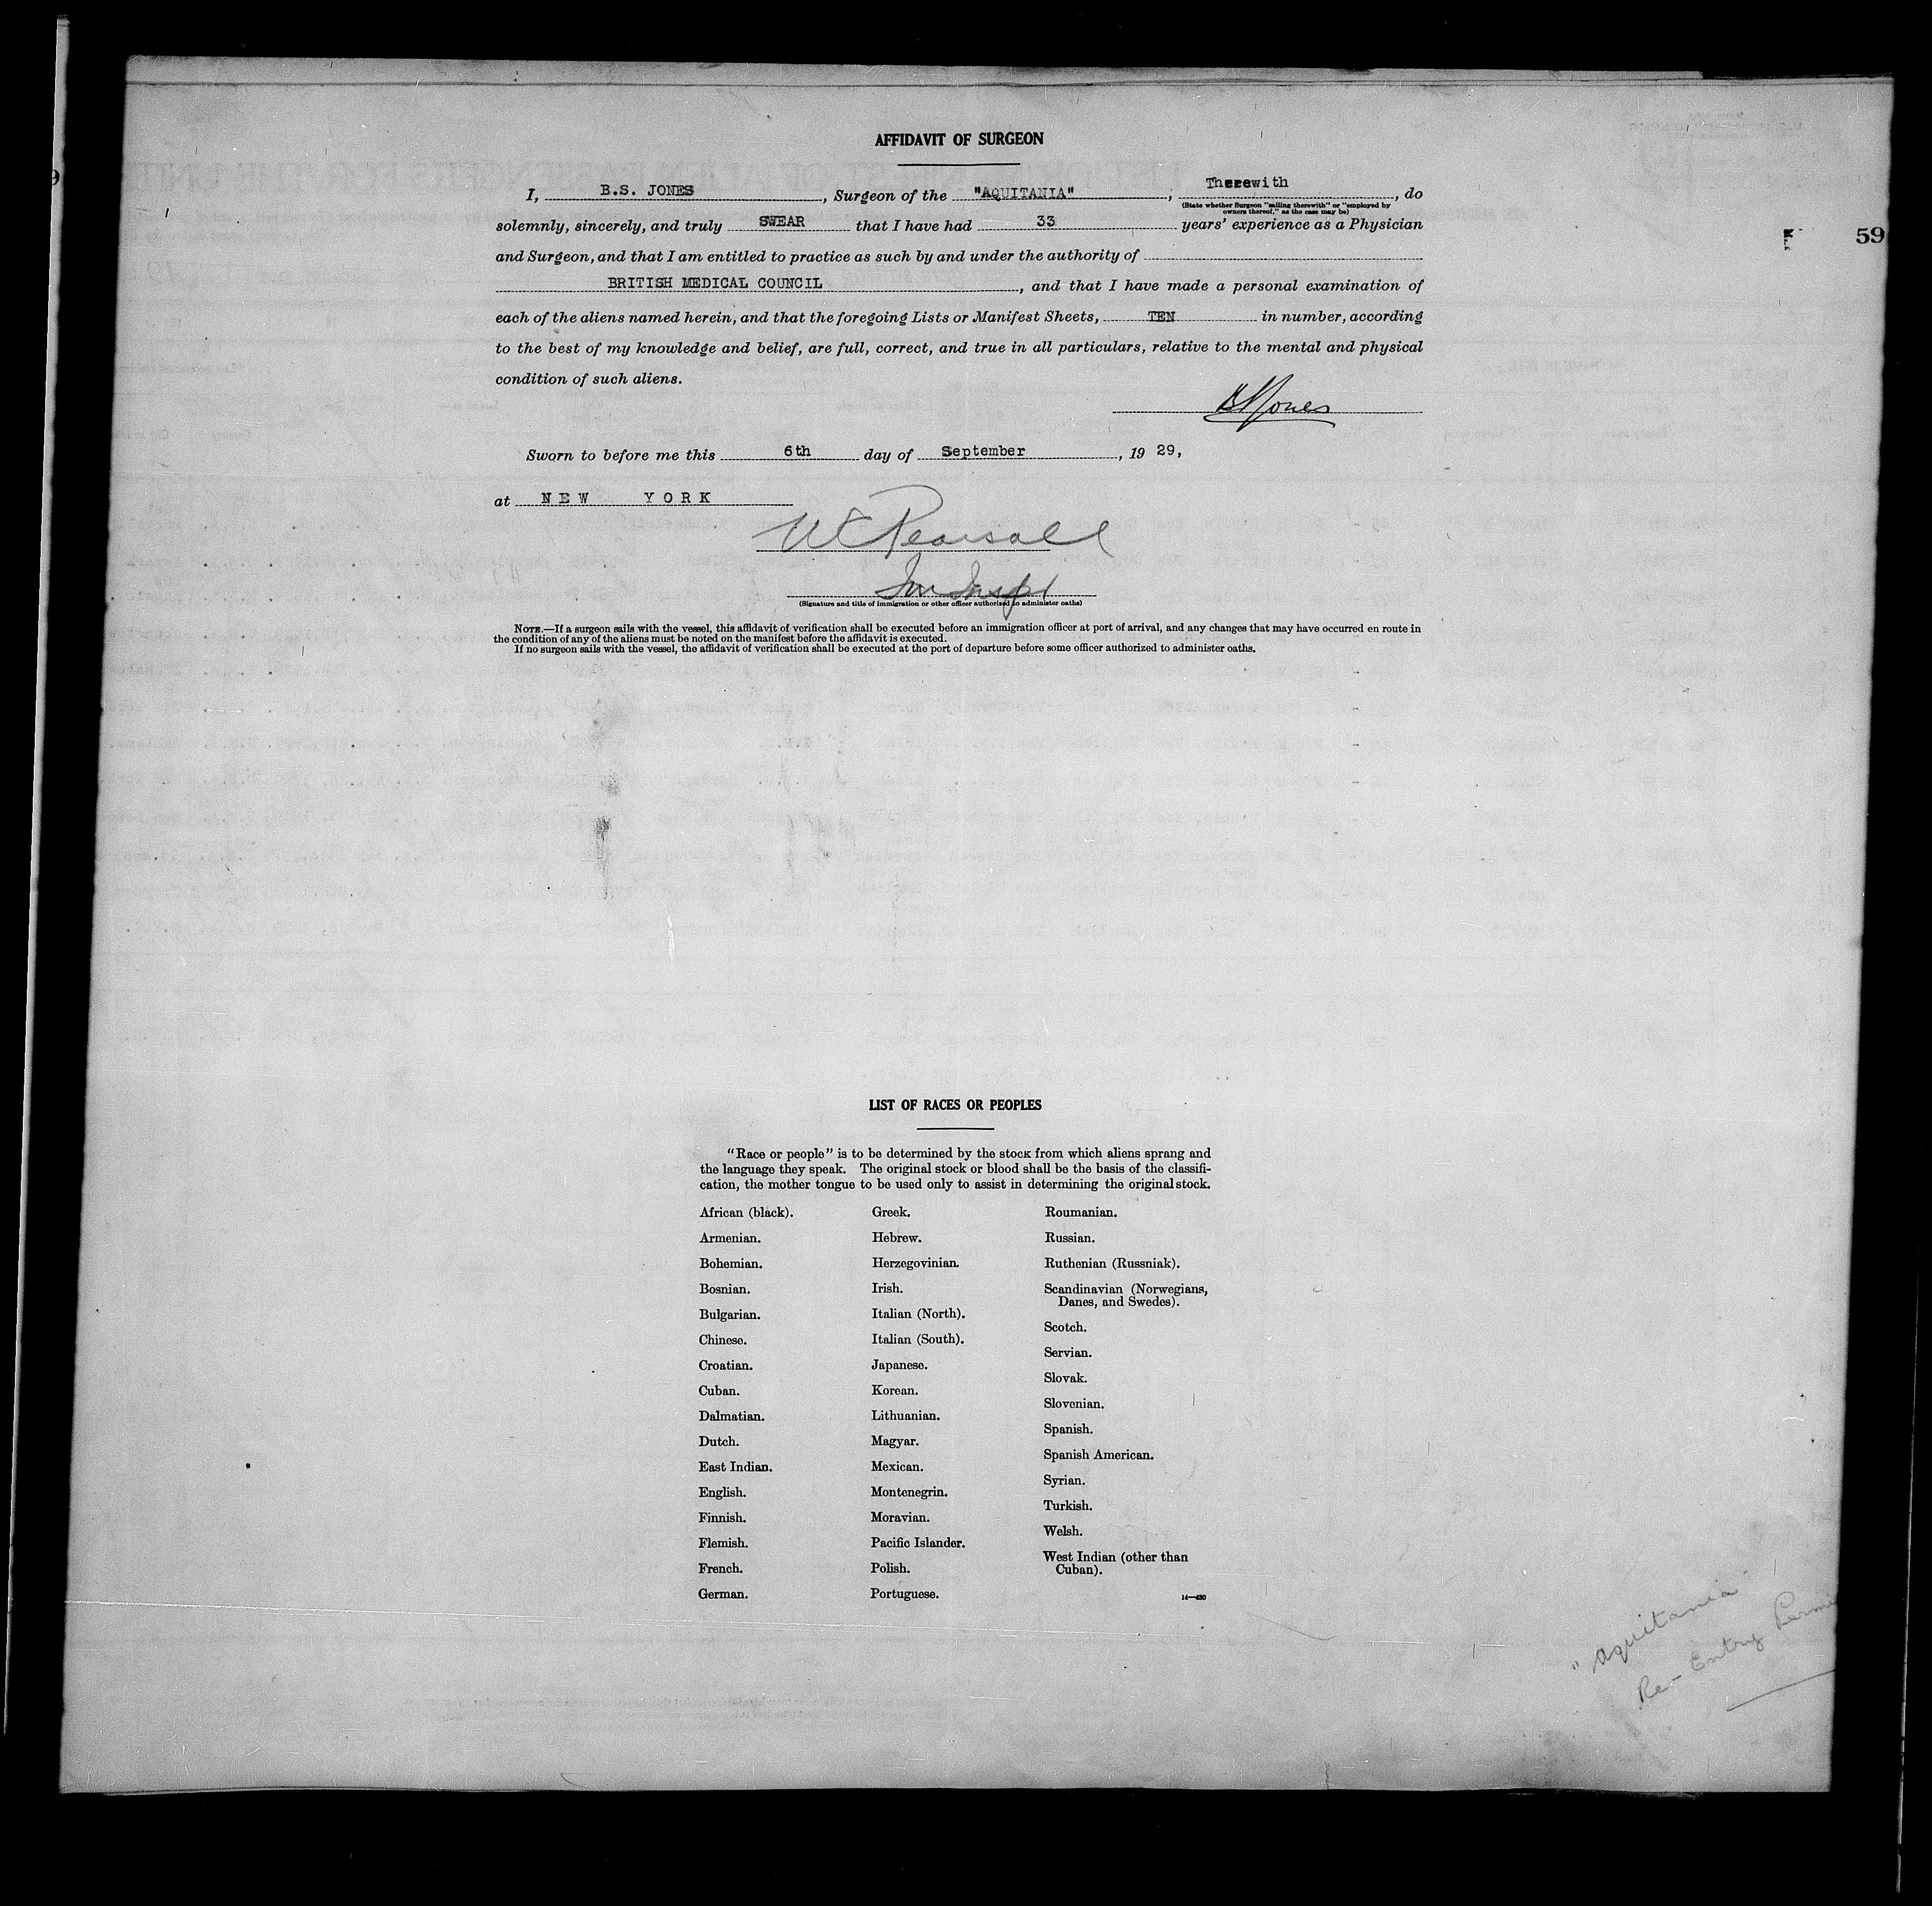 AFFIDAVIT OF SURGEON
I, B.S. JONES, Surgeon of the "AQUITANIA", Therewith, do
(State whether Surgeon "sailing therewith" or "employed by
owners thereof," as the case may be)
solemnly, sincerely, and truly SWEAR that I have had 33 years' experience as a Physician
59
and Surgeon, and that I am entitled to practice as such by and under the authority of
BRITISH MEDICAL COUNCIL, and that I have made a personal examination of
each of the aliens named herein, and that the foregoing Lists or Manifest Sheets, TEN in number, according
to the best of my knowledge and belief, are full, correct, and true in all particulars, relative to the mental and physical
condition of such aliens.
BSJones
Sworn to before me this 6th day of September, 19 29,
at NEW YORK
W E Pearsall
Im Inspt
(Signature and title of immigration or other officer authorized to administer oaths)
NOTE.—If a surgeon sails with the vessel, this affidavit of verification shall be executed before an immigration officer at port of arrival, and any changes that may have occurred en route in
the condition of any of the aliens must be noted on the manifest before the affidavit is executed.
If no surgeon sails with the vessel, the affidavit of verification shall be executed at the port of departure before some officer authorized to administer oaths.
LIST OF RACES OR PEOPLES
"Race or people" is to be determined by the stock from which aliens sprang and
the language they speak. The original stock or blood shall be the basis of the classifi-
cation, the mother tongue to be used only to assist in determining the original stock.
African (black).
Armenian.
Bohemian.
Bosnian.
Bulgarian.
Chinese.
Croatian.
Cuban.
Dalmatian.
Dutch.
East Indian.
English.
Finnish.
Flemish.
French.
German.
Greek.
Hebrew.
Herzegovinian.
Irish.
Italian (North).
Italian (South).
Japanese.
Korean.
Lithuanian.
Magyar.
Mexican.
Montenegrin.
Moravian.
Pacific Islander.
Polish.
Portuguese.
Roumanian.
Russian.
Ruthenian (Russniak).
Scandinavian (Norwegians,
Danes, and Swedes).
Scotch.
Servian.
Slovak.
Slovenian.
Spanish.
Spanish American.
Syrian.
Turkish.
Welsh.
West Indian (other than
Cuban).
14—430
"Aquitania"
Re-Entry Permi